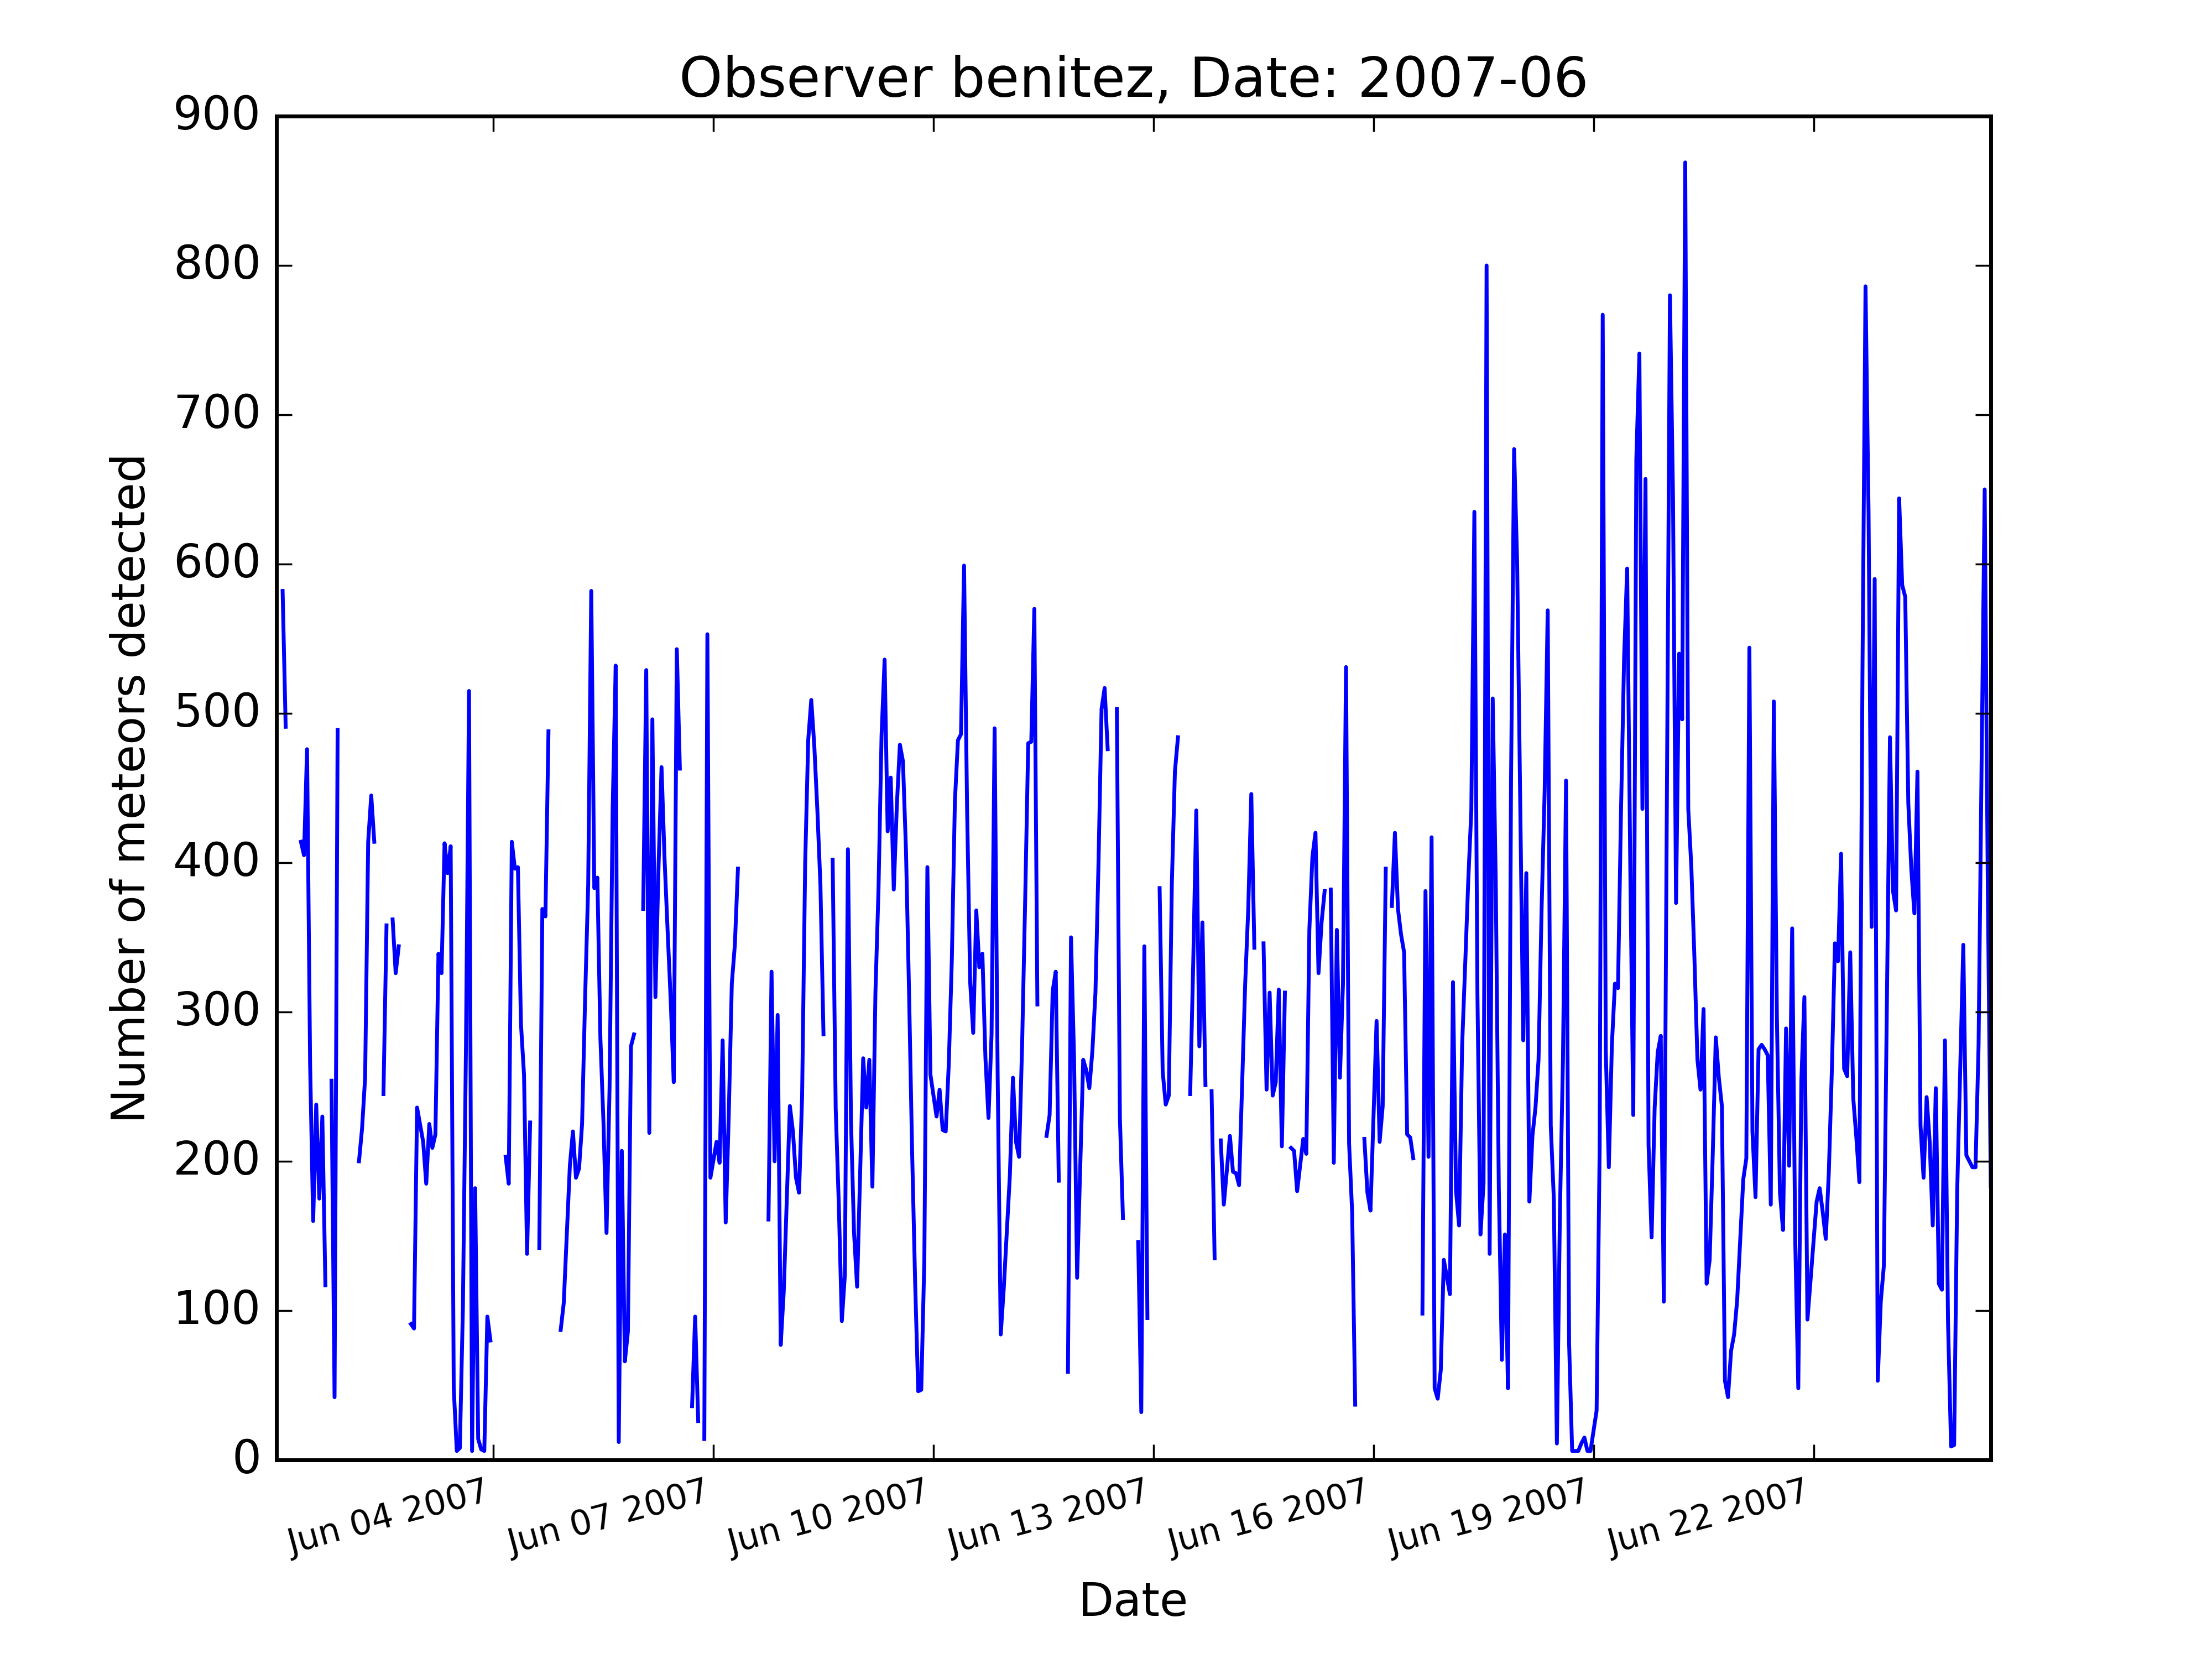 Observer benitez, Date: 2007-06
900
800
700
600
500
400
300
200
100
0
Number of meteors detected
Jun 04 2007
Jun 07 2007
Jun 10 2007
Jun 13 2007
Jun 16 2007
Jun 19 2007
Jun 22 2007
Date